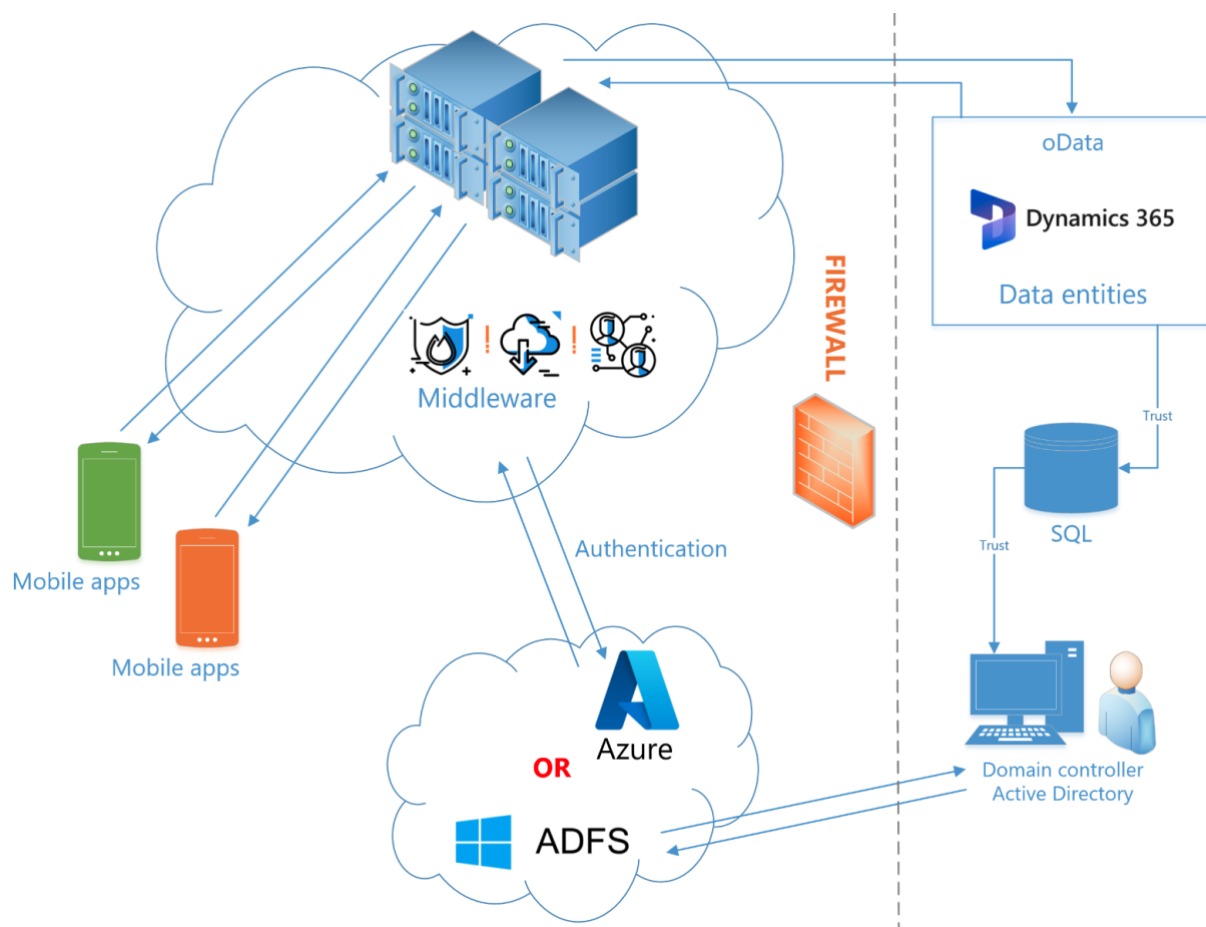 oData
Dynamics 365
Data entities
FIREWALL
Middleware
Trust
SQL
Trust
Authentication
Mobile apps
Mobile apps
Azure
OR
ADFS
Domain controller
Active Directory